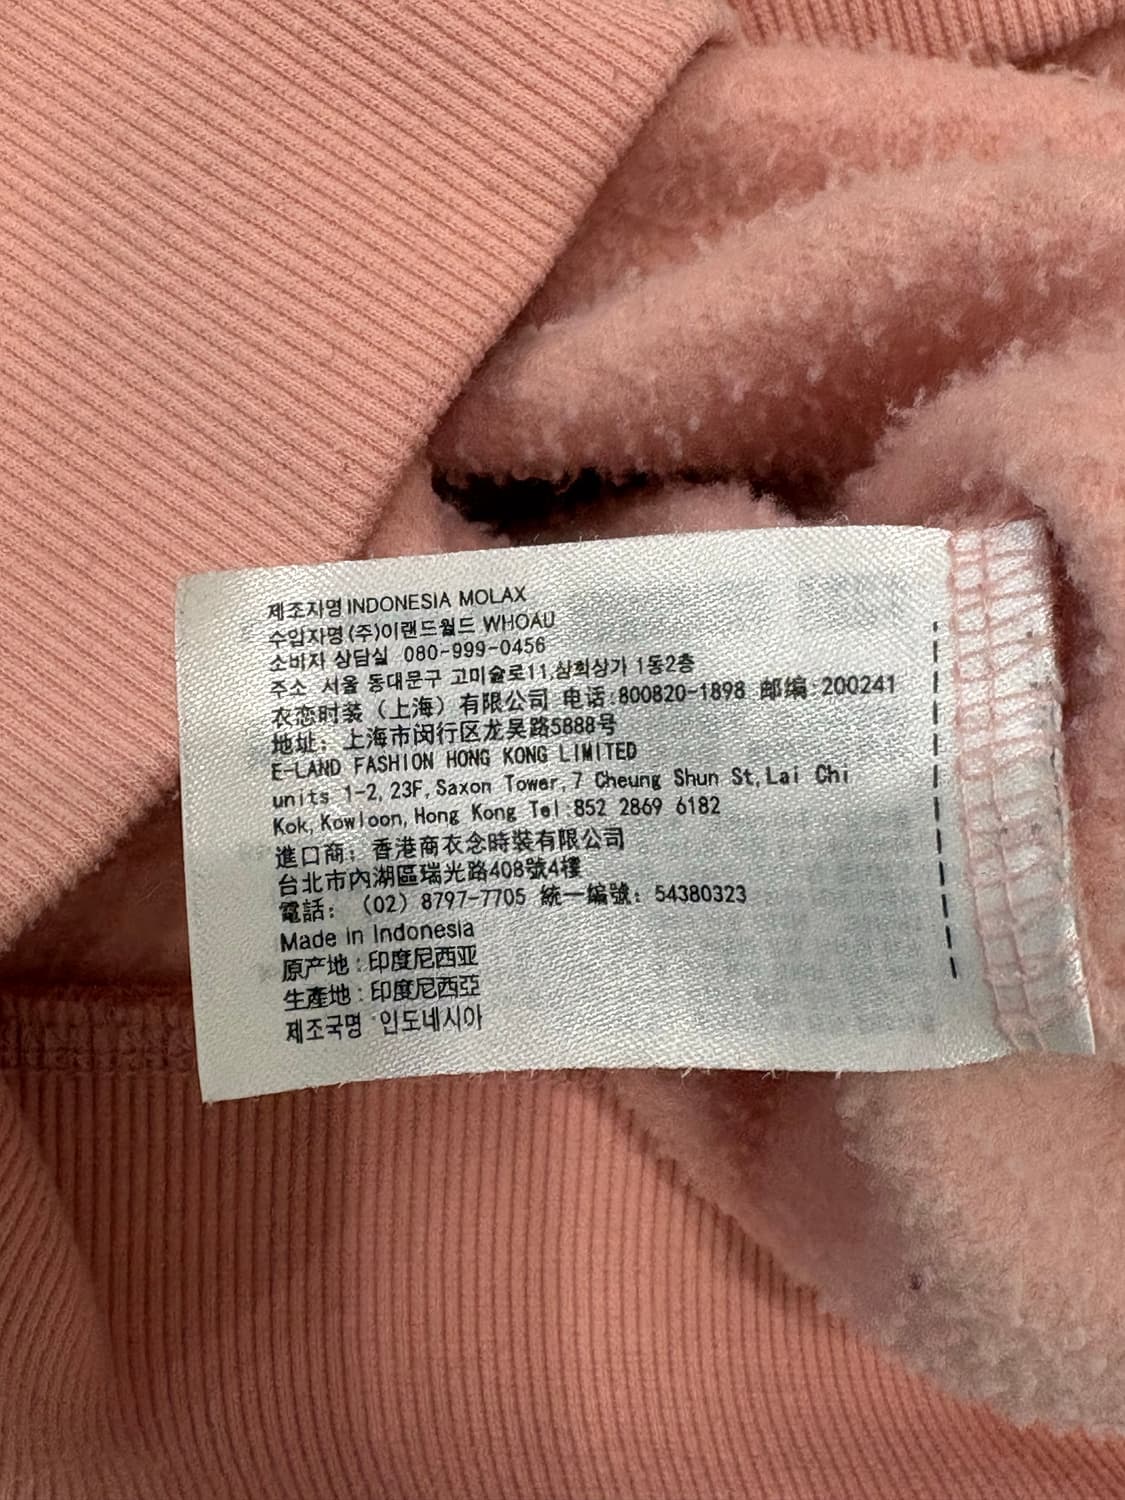 제조자명 INDONESIA MOLAX
수입자명 (주)이랜드월드 WHOAU
소비자 상담실 080-999-0456
주소 서울 동대문구 고미술로11,삼희상가 1동2층
衣恋时装（上海）有限公司 电话:800820-1898 邮编:200241
地址: 上海市闵行区龙吴路5888号
E-LAND FASHION HONG KONG LIMITED
units 1-2,23F,Saxon Tower,7 Cheung Shun St,Lai Chi
Kok,Kowloon,Hong Kong Tel:852 2869 6182
進口商: 香港商衣念時裝有限公司
台北市內湖區瑞光路408號4樓
電話: （02）8797-7705 統一編號: 54380323
Made in Indonesia
原产地:印度尼西亚
生產地:印度尼西亞
제조국명 인도네시아